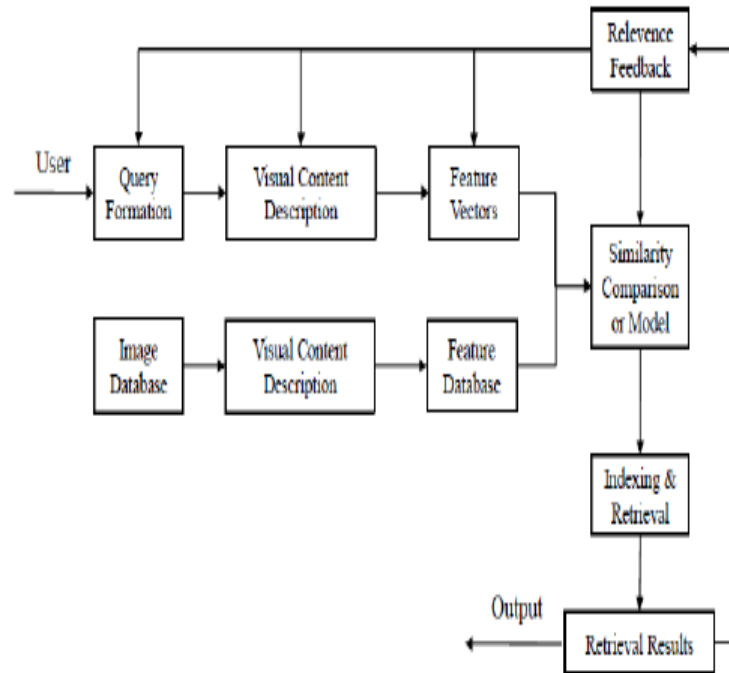 Relevence
Feedback
User
Query
Formation
Visual Content
Description
Feature
Vectors
Similarity
Comparison
or Model
Image
Database
Visual Content
Description
Feature
Database
Indexing &
Retrieval
Output
Retrieval Results